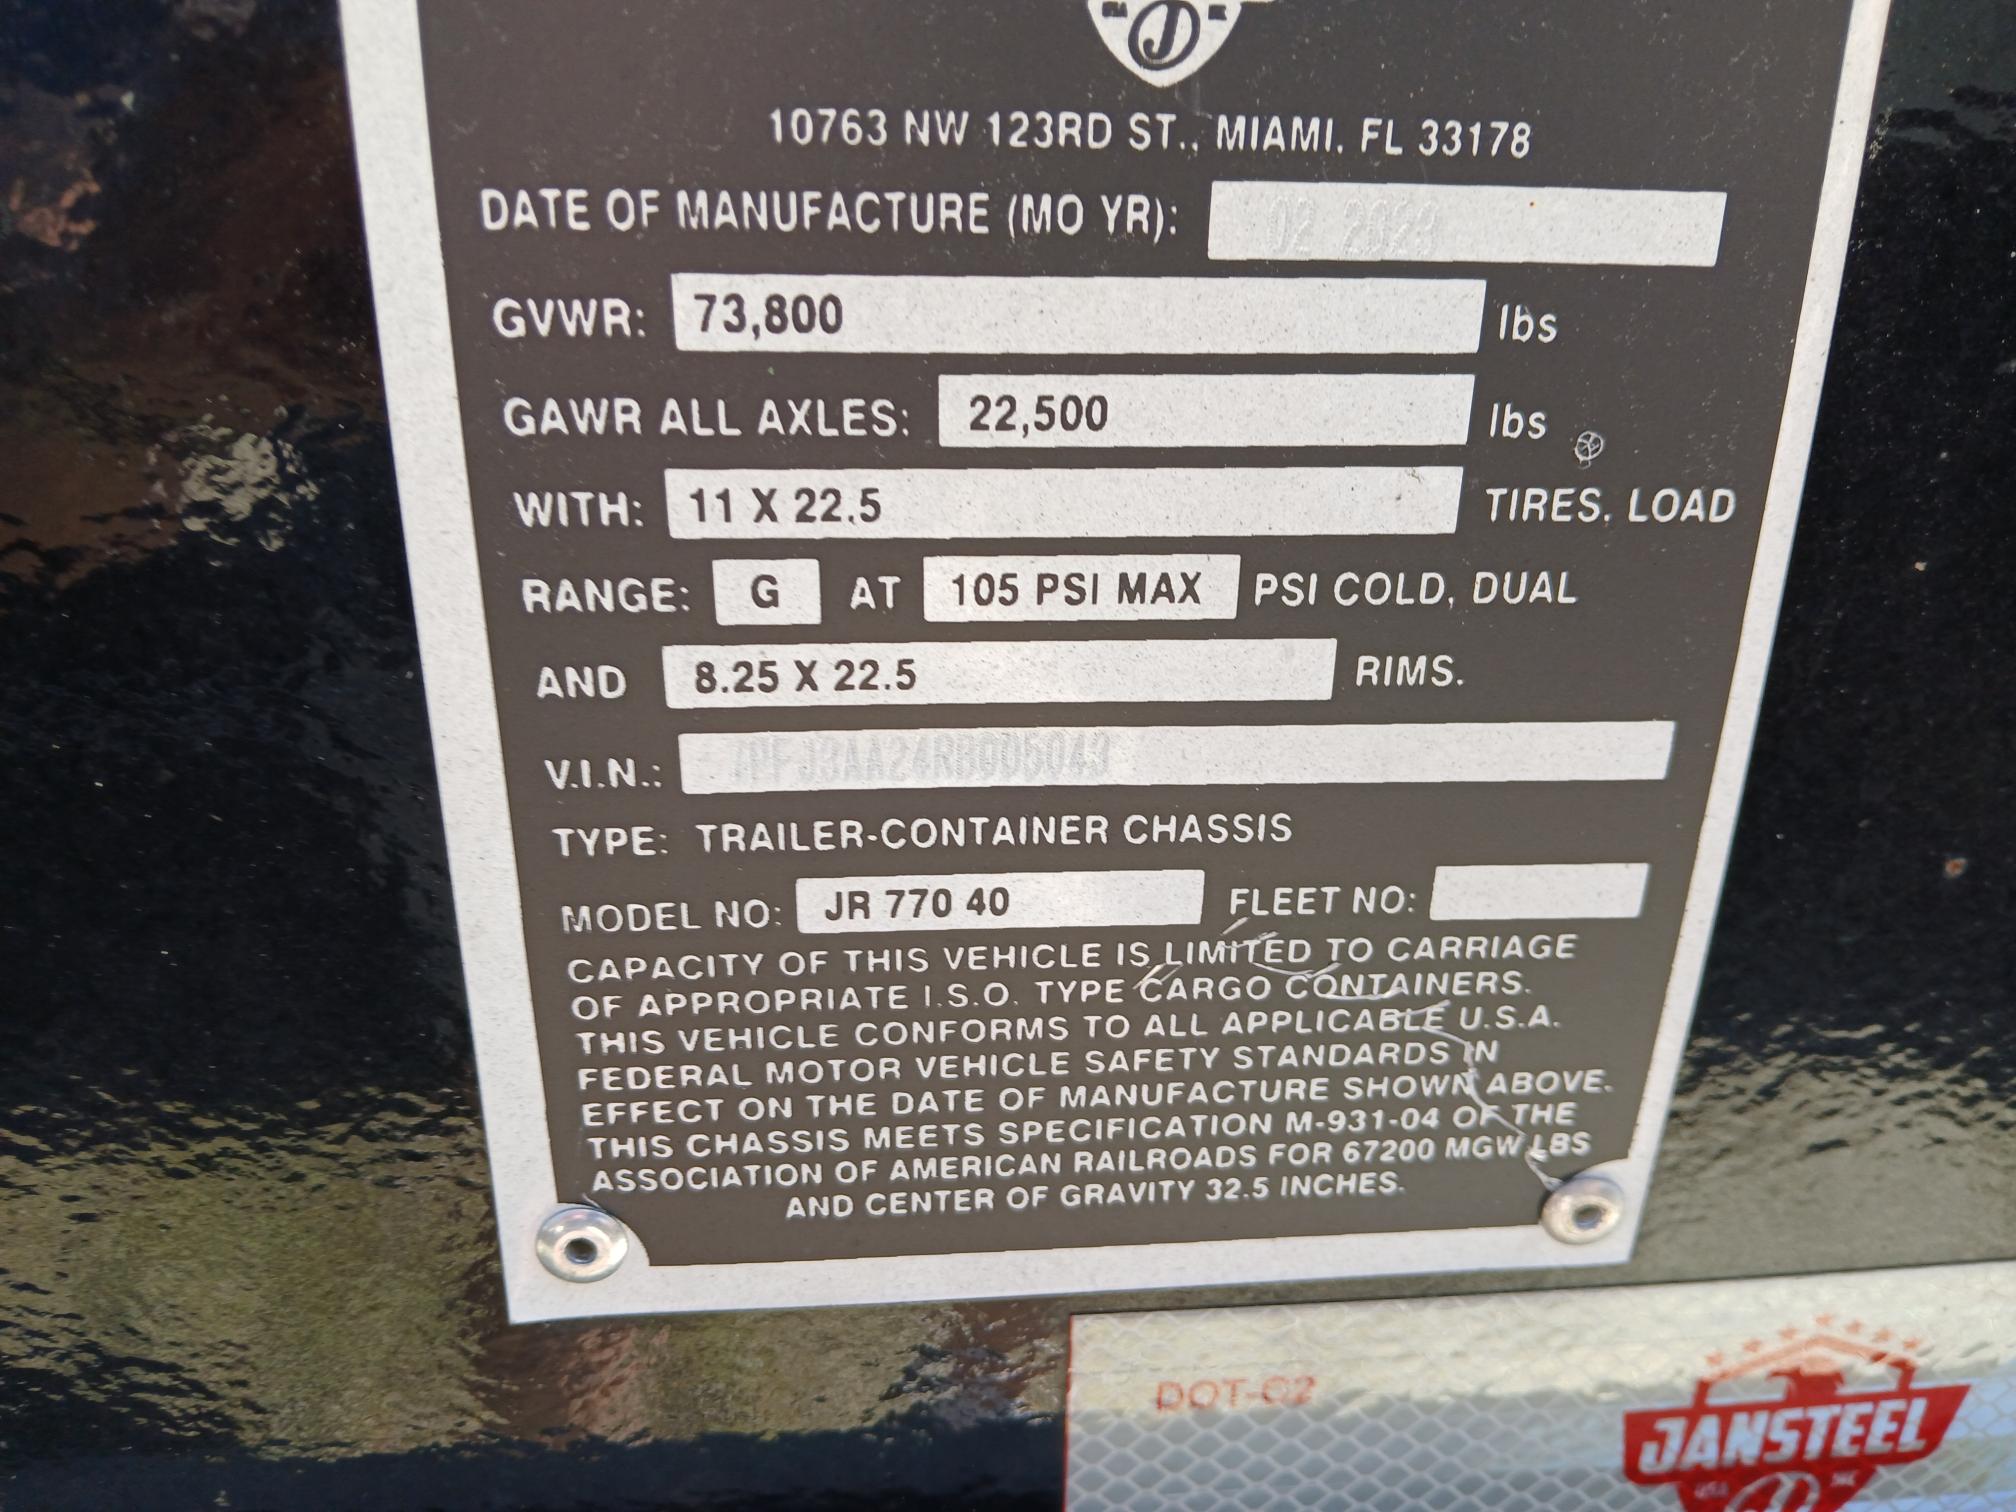 JD
10763 NW 123RD ST., MIAMI, FL 33178
DATE OF MANUFACTURE (MO YR): 02 2023
GVWR: 73,800 lbs
GAWR ALL AXLES: 22,500 lbs
WITH: 11 X 22.5 TIRES. LOAD
RANGE: G AT 105 PSI MAX PSI COLD, DUAL
AND 8.25 X 22.5 RIMS.
V.I.N.:
TYPE: TRAILER-CONTAINER CHASSIS
MODEL NO: JR 770 40 FLEET NO:
CAPACITY OF THIS VEHICLE IS LIMITED TO CARRIAGE
OF APPROPRIATE I.S.O. TYPE CARGO CONTAINERS.
THIS VEHICLE CONFORMS TO ALL APPLICABLE U.S.A.
FEDERAL MOTOR VEHICLE SAFETY STANDARDS IN
EFFECT ON THE DATE OF MANUFACTURE SHOWN ABOVE.
THIS CHASSIS MEETS SPECIFICATION M-931-04 OF THE
ASSOCIATION OF AMERICAN RAILROADS FOR 67200 MGW LBS
AND CENTER OF GRAVITY 32.5 INCHES.
DOT-C2
JANSTEEL
USA INC